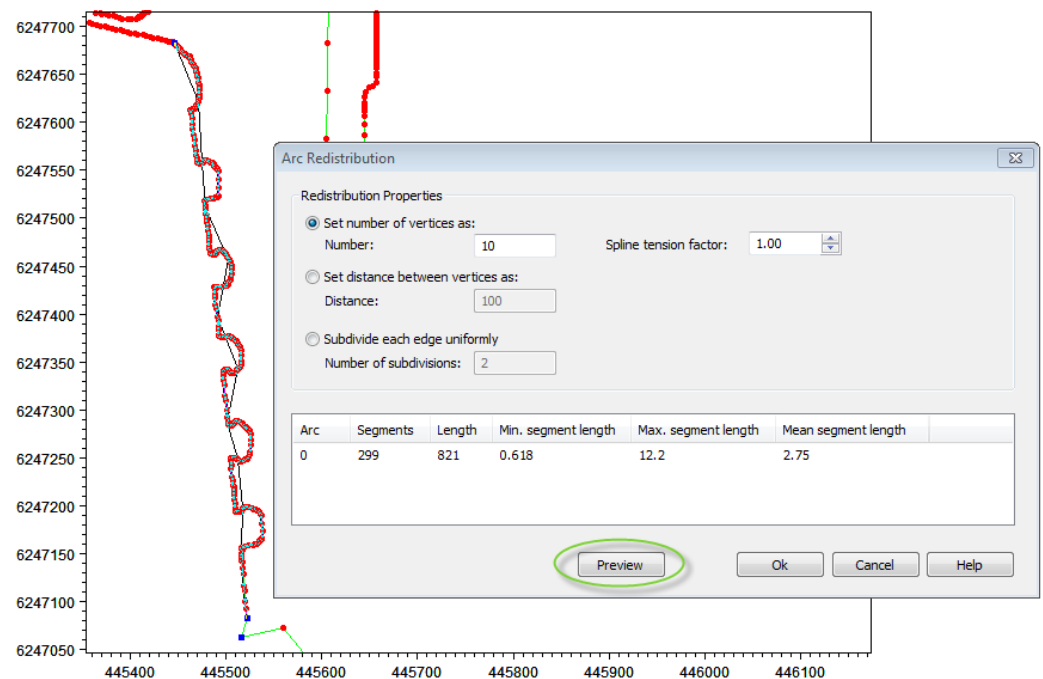 6247700
6247650
6247600
6247550
6247500
6247450
6247400
6247350
6247300
6247250
6247200
6247150
6247100
6247050
445400 445500 445600 445700 445800 445900 446000 446100
Arc Redistribution
Redistribution Properties
Set number of vertices as:
Number: 10 Spline tension factor: 1.00
Set distance between vertices as:
Distance: 100
Subdivide each edge uniformly
Number of subdivisions: 2
Arc Segments Length Min. segment length Max. segment length Mean segment length
0 299 821 0.618 12.2 2.75
Preview Ok Cancel Help